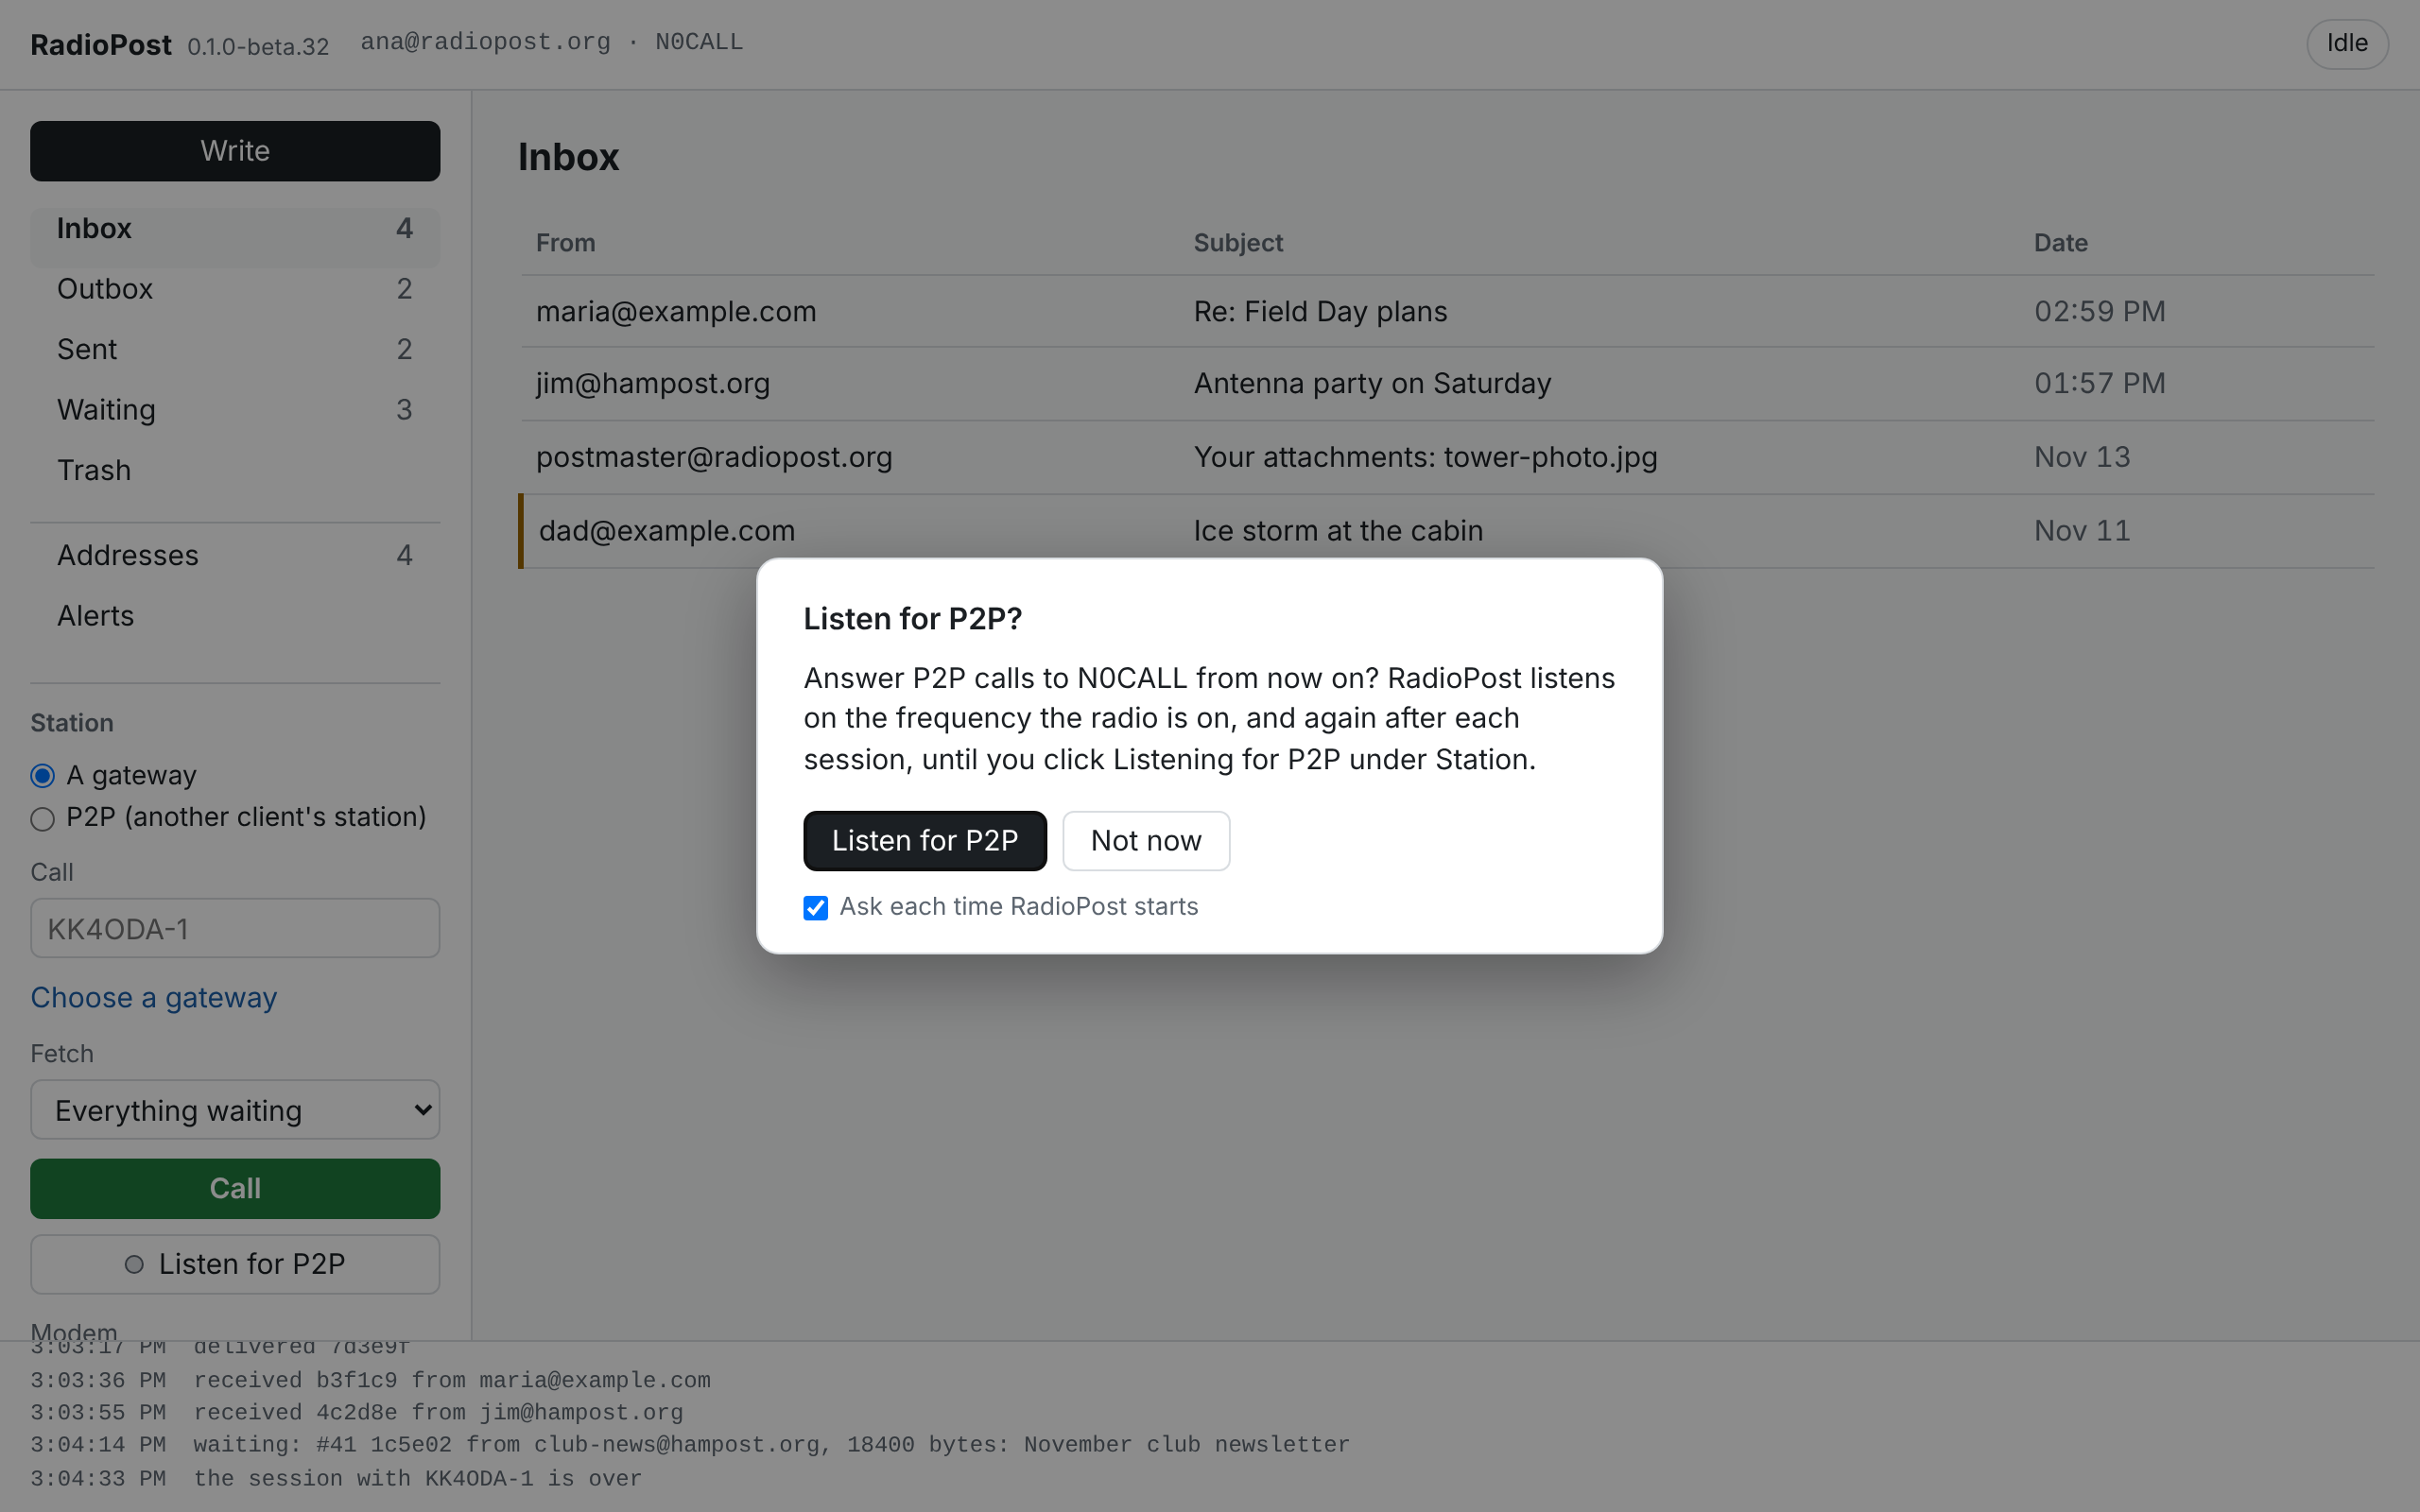 RadioPost 0.1.0-beta.32 ana@radiopost.org · N0CALL Idle
Write
Inbox 4
Outbox 2
Sent 2
Waiting 3
Trash
Addresses 4
Alerts
Station
A gateway
P2P (another client's station)
Call
KK4ODA-1
Choose a gateway
Fetch
Everything waiting
Call
Listen for P2P
Modem
Inbox
From Subject Date
maria@example.com Re: Field Day plans 02:59 PM
jim@hampost.org Antenna party on Saturday 01:57 PM
postmaster@radiopost.org Your attachments: tower-photo.jpg Nov 13
dad@example.com Ice storm at the cabin Nov 11
Listen for P2P?
Answer P2P calls to N0CALL from now on? RadioPost listens
on the frequency the radio is on, and again after each
session, until you click Listening for P2P under Station.
Listen for P2P Not now
Ask each time RadioPost starts
3:03:17 PM delivered 7d3e9f
3:03:36 PM received b3f1c9 from maria@example.com
3:03:55 PM received 4c2d8e from jim@hampost.org
3:04:14 PM waiting: #41 1c5e02 from club-news@hampost.org, 18400 bytes: November club newsletter
3:04:33 PM the session with KK4ODA-1 is over